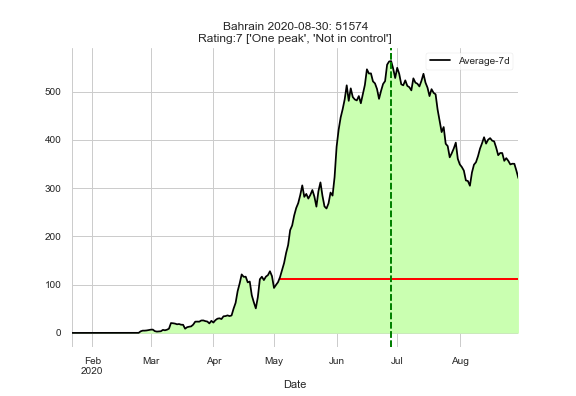 Bahrain 2020-08-30: 51574
Rating:7 ['One peak', 'Not in control']
Average-7d
500
400
300
200
100
0
Feb
2020
Mar
Apr
May
Jun
Jul
Aug
Date